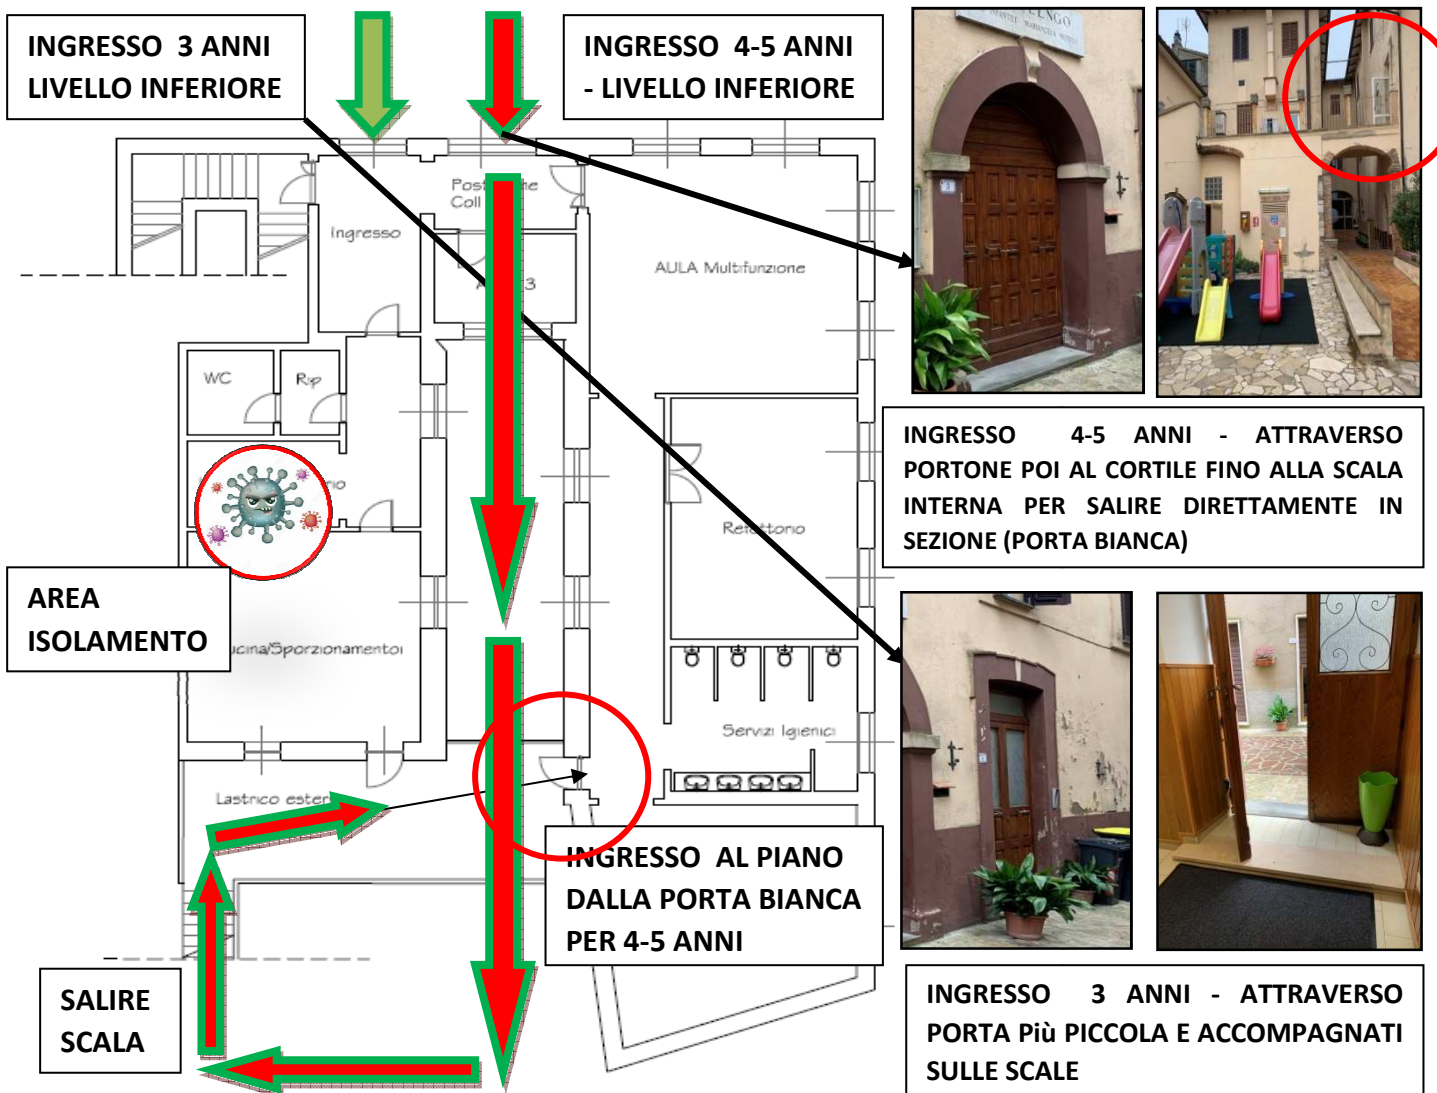 INGRESSO 3 ANNI
LIVELLO INFERIORE
INGRESSO 4-5 ANNI
- LIVELLO INFERIORE
Coll
Ingresso
AULA Multifunzione
WC
Rip
Refettorio
AREA
ISOLAMENTO
ucina/Sporzionamentoi
Servizi Igienici
Lastrico ester
INGRESSO AL PIANO
DALLA PORTA BIANCA
PER 4-5 ANNI
SALIRE
SCALA
INGRESSO 4-5 ANNI - ATTRAVERSO
PORTONE POI AL CORTILE FINO ALLA SCALA
INTERNA PER SALIRE DIRETTAMENTE IN
SEZIONE (PORTA BIANCA)
INGRESSO 3 ANNI - ATTRAVERSO
PORTA Più PICCOLA E ACCOMPAGNATI
SULLE SCALE